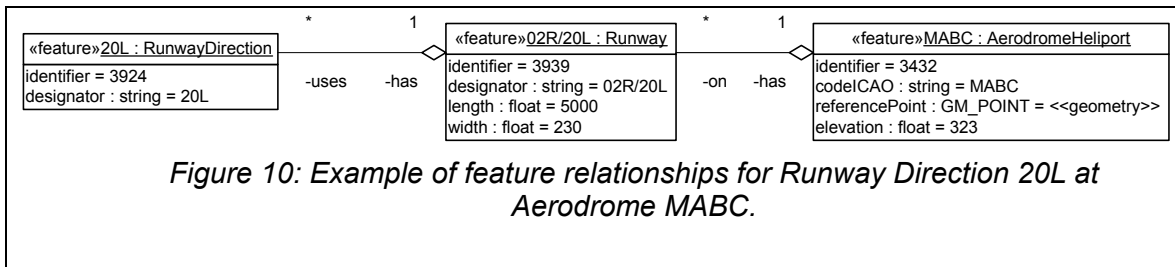 * 1 * 1
«feature»20L : RunwayDirection
identifier = 3924
designator : string = 20L
-uses -has
«feature»02R/20L : Runway
identifier = 3939
designator : string = 02R/20L
length : float = 5000
width : float = 230
-on -has
«feature»MABC : AerodromeHeliport
identifier = 3432
codeICAO : string = MABC
referencePoint : GM_POINT = <<geometry>>
elevation : float = 323
Figure 10: Example of feature relationships for Runway Direction 20L at
Aerodrome MABC.